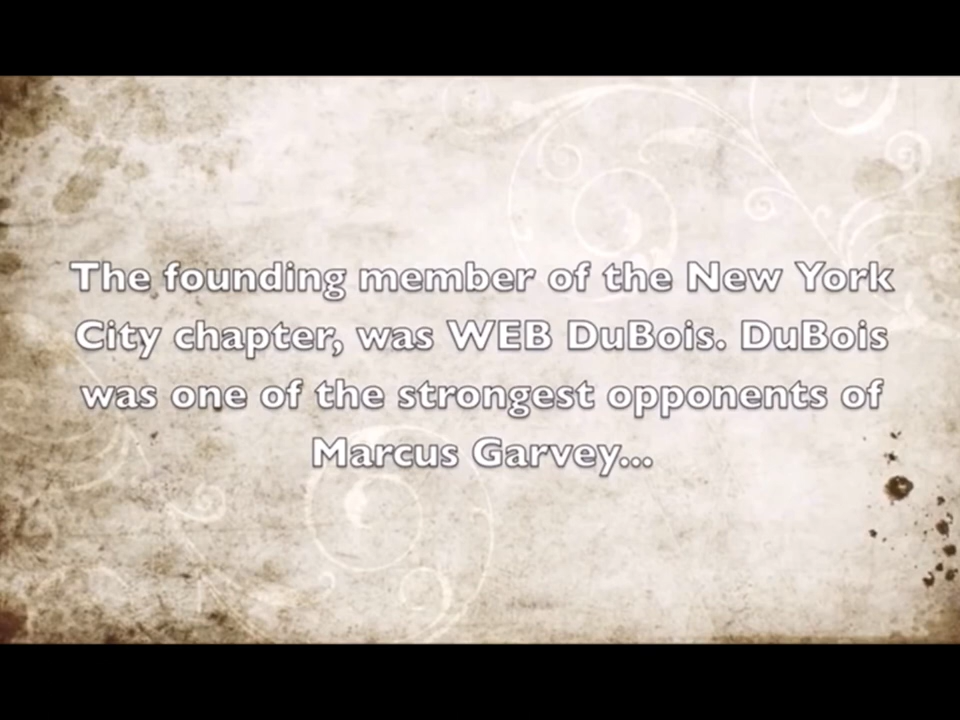 The founding member of the New York
City chapter, was WEB DuBois. DuBois
was one of the strongest opponents of
Marcus Garvey...